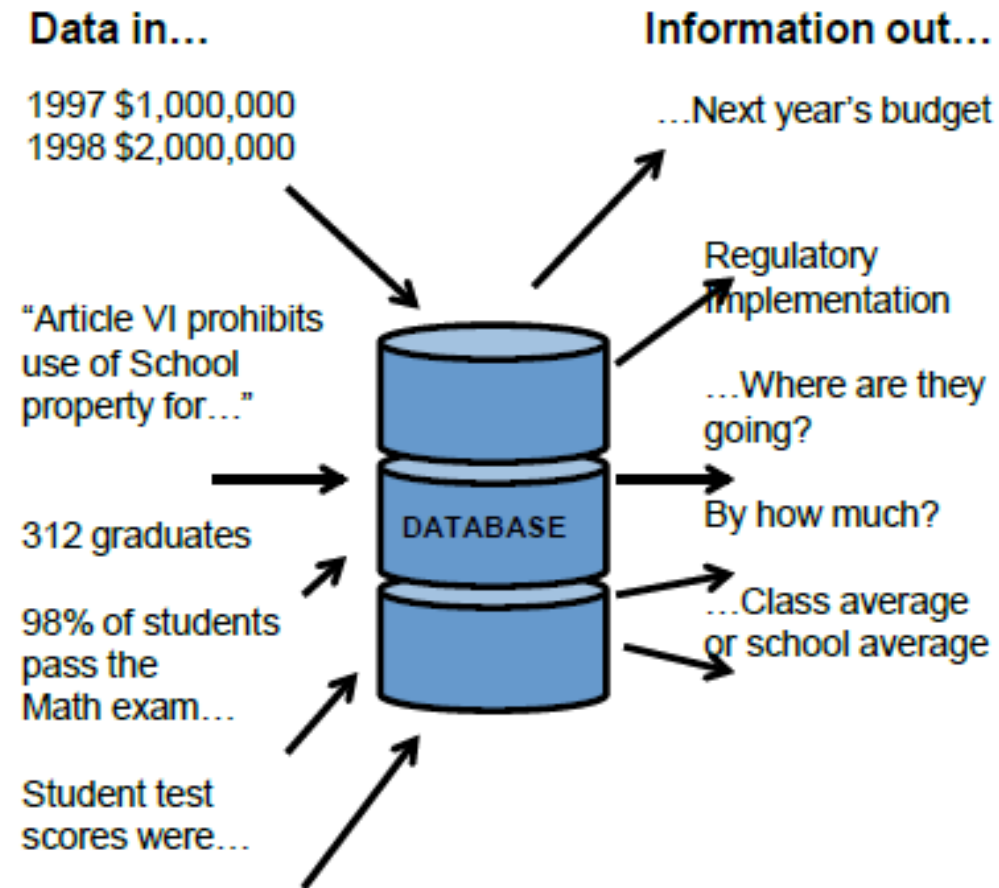 Data in…
1997 $1,000,000
1998 $2,000,000
“Article VI prohibits
use of School
property for…”
312 graduates
98% of students
pass the
Math exam…
Student test
scores were…
DATABASE
Information out…
…Next year’s budget
Regulatory
Implementation
…Where are they
going?
By how much?
…Class average
or school average